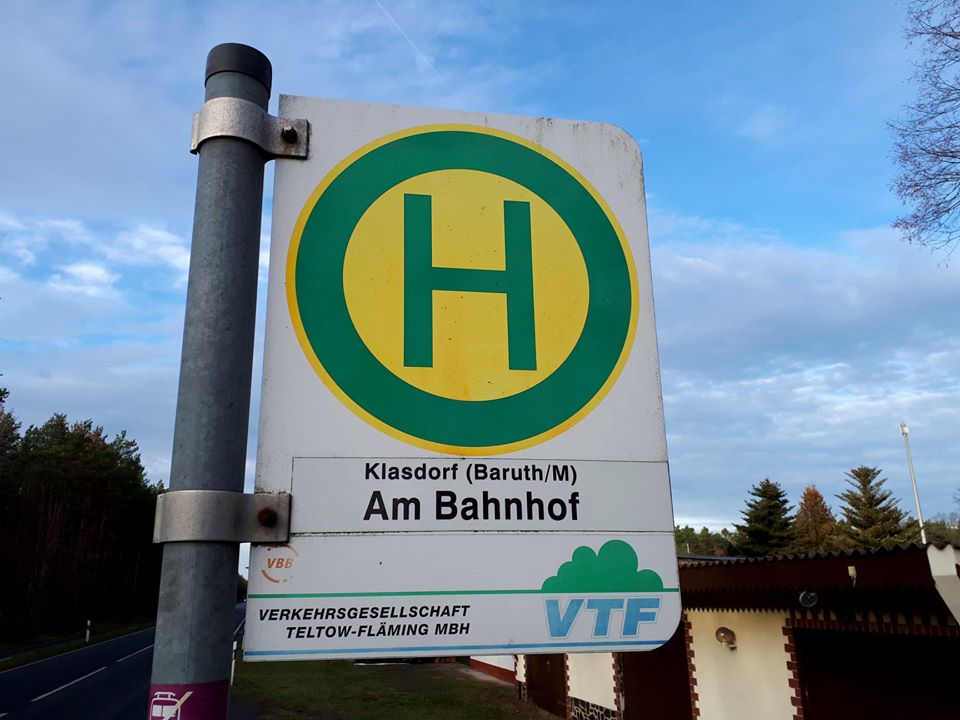 H
Klasdorf (Baruth/M)
Am Bahnhof
VBB
VERKEHRSGESELLSCHAFT
TELTOW-FLÄMING MBH
VTF